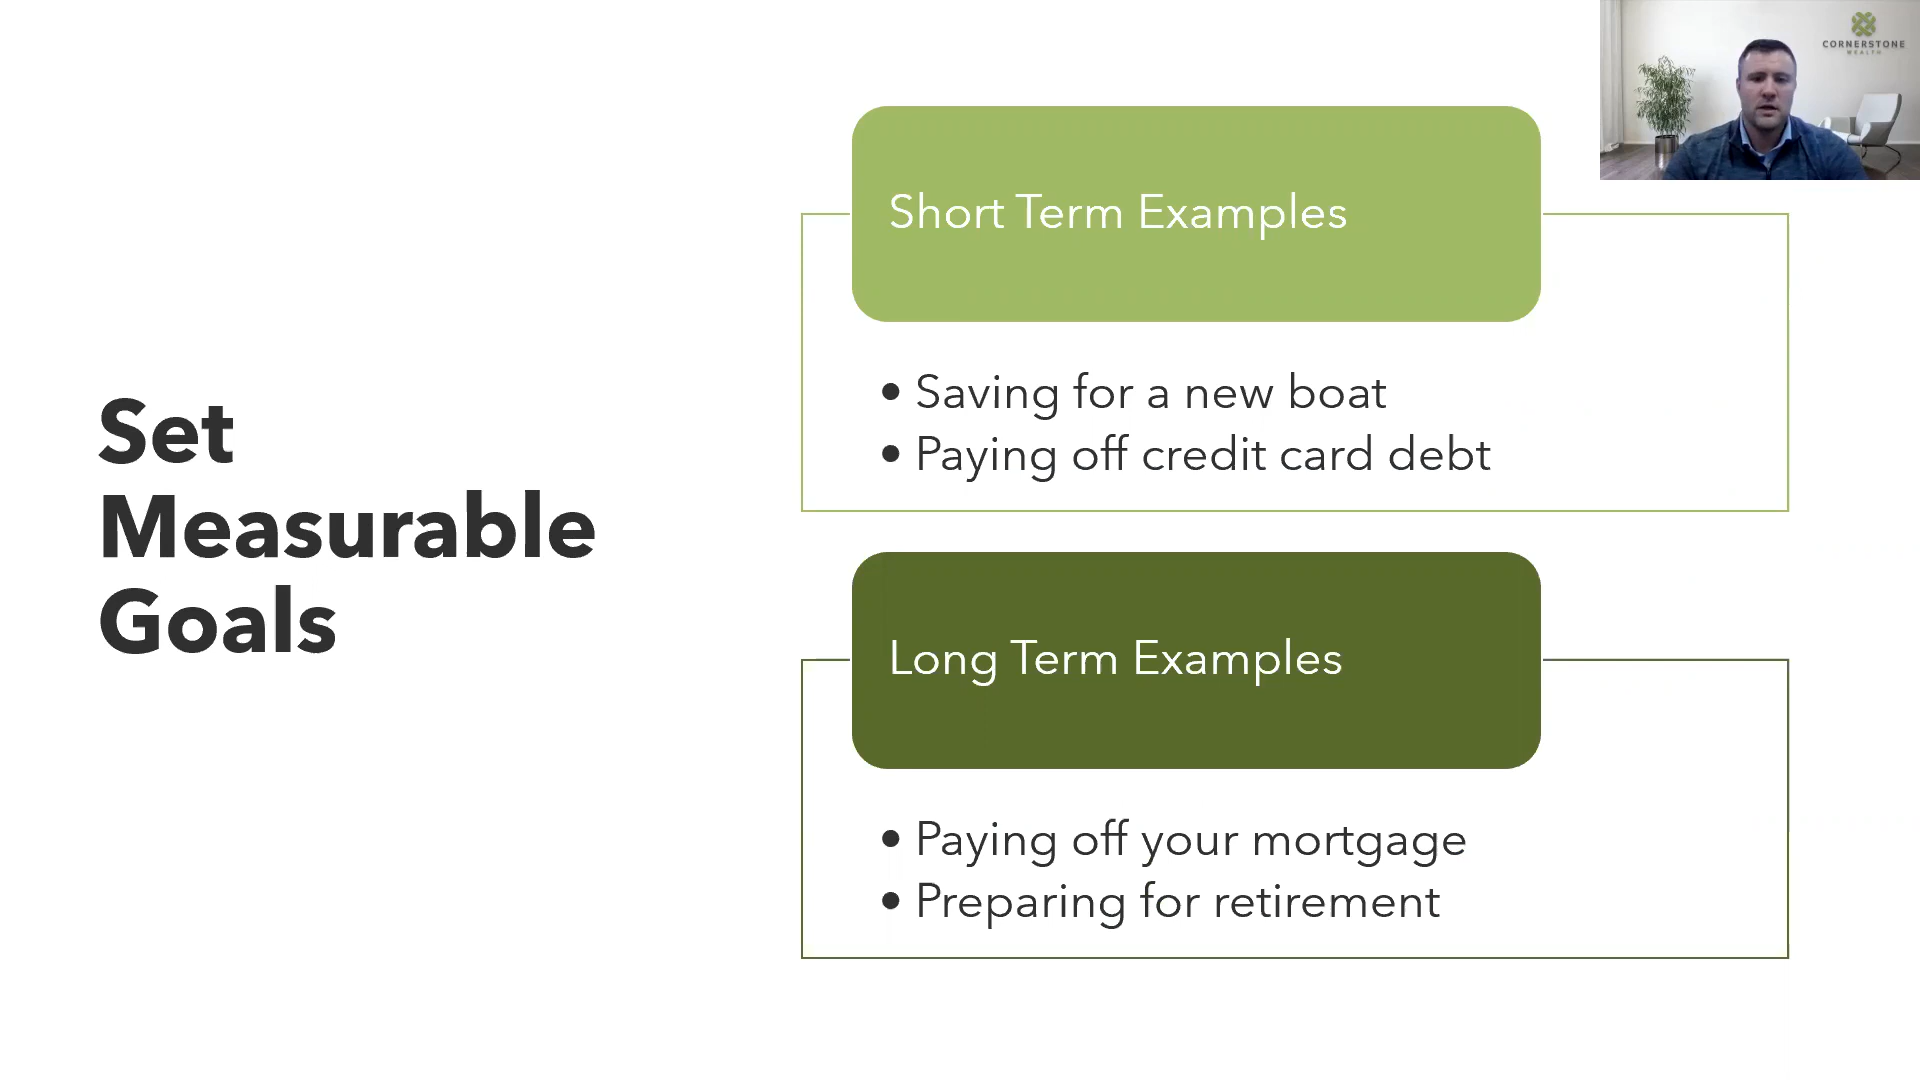 Set
Measurable
Goals
Short Term Examples
• Saving for a new boat
• Paying off credit card debt
Long Term Examples
• Paying off your mortgage
• Preparing for retirement
CORNERSTONE
WEALTH